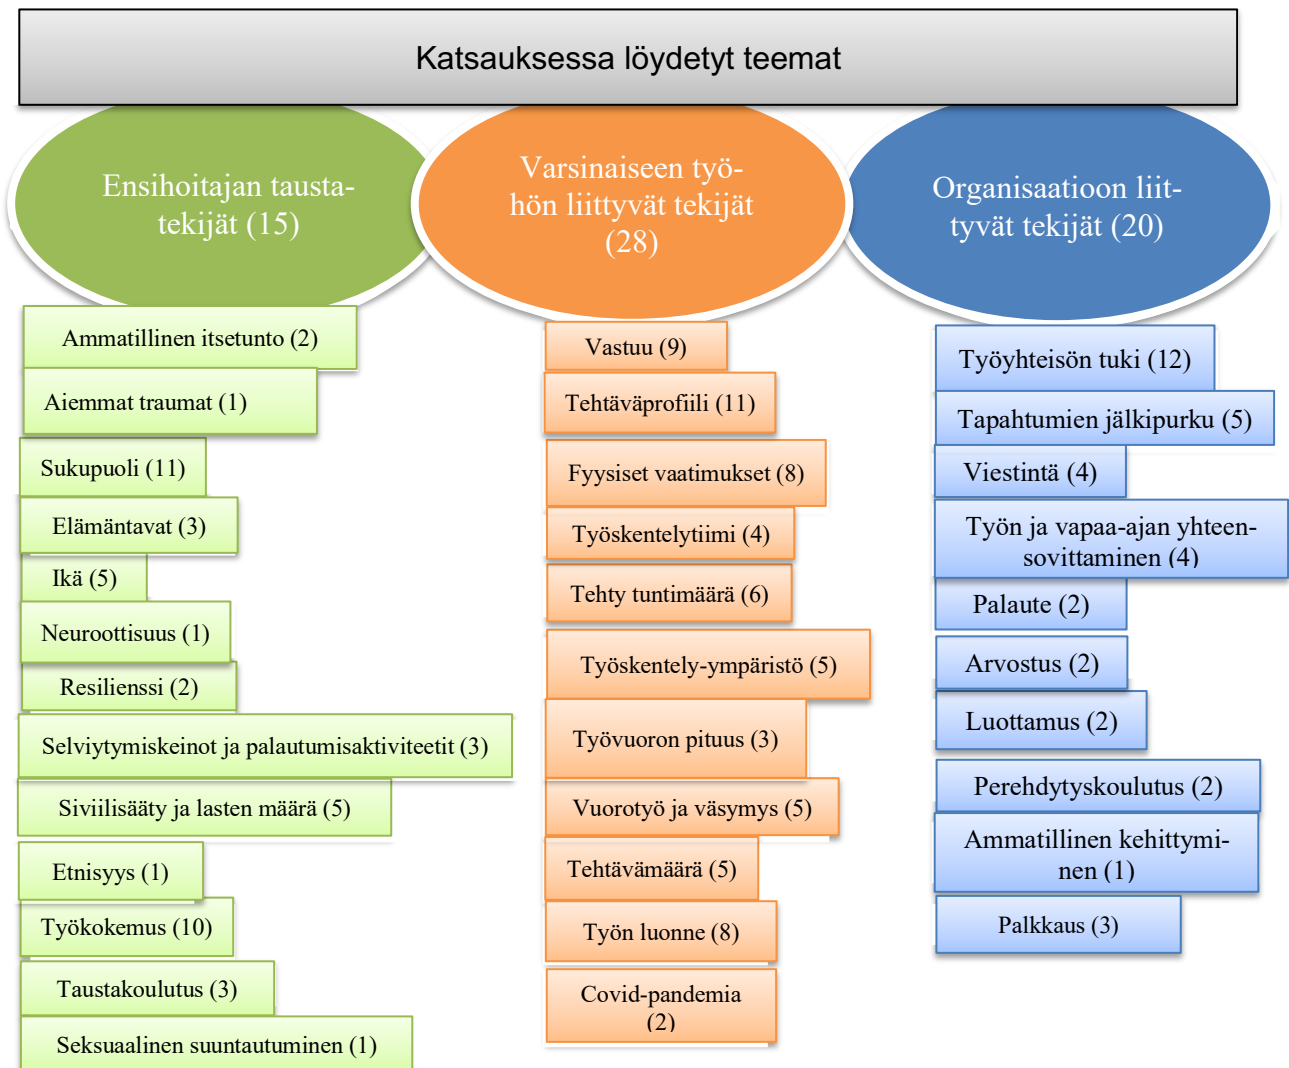 Katsauksessa löydetyt teemat
Ensihoitajan tausta-
tekijät (15)
Ammatillinen itsetunto (2)
Aiemmat traumat (1)
Sukupuoli (11)
Elämäntavat (3)
Ikä (5)
Neuroottisuus (1)
Resilienssi (2)
Selviytymiskeinot ja palautumisaktiviteetit (3)
Siviilisääty ja lasten määrä (5)
Etnisyys (1)
Työkokemus (10)
Taustakoulutus (3)
Seksuaalinen suuntautuminen (1)
Varsinaiseen työ-
hön liittyvät tekijät
(28)
Vastuu (9)
Tehtäväprofiili (11)
Fyysiset vaatimukset (8)
Työskentelytiimi (4)
Tehty tuntimäärä (6)
Työskentely-ympäristö (5)
Työvuoron pituus (3)
Vuorotyö ja väsymys (5)
Tehtävämäärä (5)
Työn luonne (8)
Covid-pandemia
(2)
Organisaatioon liit-
tyvät tekijät (20)
Työyhteisön tuki (12)
Tapahtumien jälkipurku (5)
Viestintä (4)
Työn ja vapaa-ajan yhteen-
sovittaminen (4)
Palaute (2)
Arvostus (2)
Luottamus (2)
Perehdytyskoulutus (2)
Ammatillinen kehittymi-
nen (1)
Palkkaus (3)